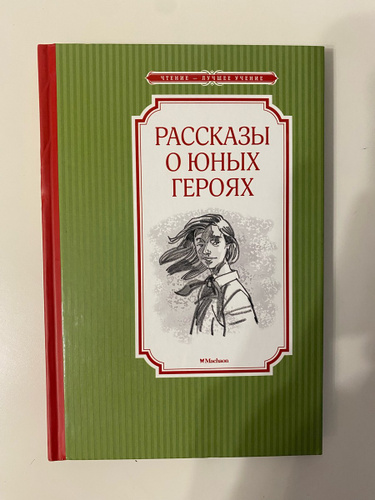 ЧТЕНИЕ — ЛУЧШЕЕ УЧЕНИЕ
РАССКАЗЫ
О ЮНЫХ
ГЕРОЯХ
Machaon